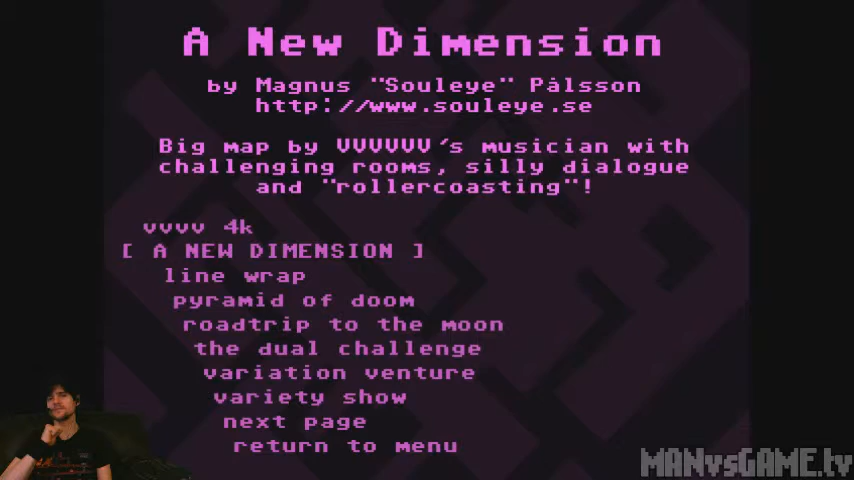 A New Dimension
by Magnus "Souleye" Pålsson
http://www.souleye.se
Big map by VVVVVV's musician with
challenging rooms, silly dialogue
and "rollercoasting"!
vvvv 4k
[ A NEW DIMENSION ]
line wrap
pyramid of doom
roadtrip to the moon
the dual challenge
variation venture
variety show
next page
return to menu
MANvsGAME.tv